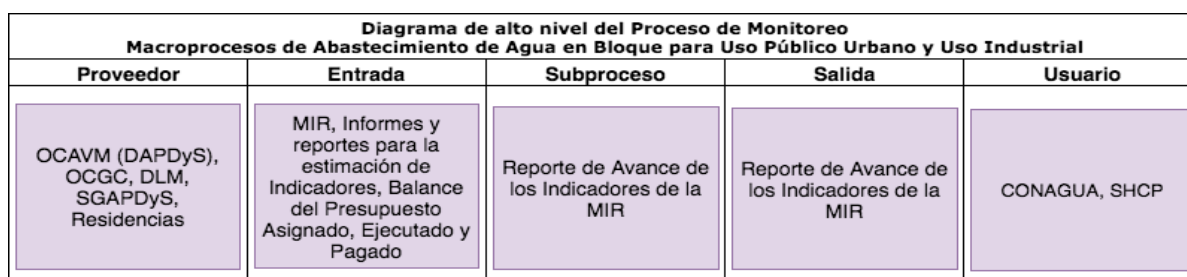 Diagrama de alto nivel del Proceso de Monitoreo
Macroprocesos de Abastecimiento de Agua en Bloque para Uso Público Urbano y Uso Industrial
Proveedor
Entrada
Subproceso
Salida
Usuario
OCAVM (DAPDyS),
OCGC, DLM,
SGAPDyS,
Residencias
MIR, Informes y
reportes para la
estimación de
Indicadores, Balance
del Presupuesto
Asignado, Ejecutado y
Pagado
Reporte de Avance de
los Indicadores de la
MIR
Reporte de Avance de
los Indicadores de la
MIR
CONAGUA, SHCP